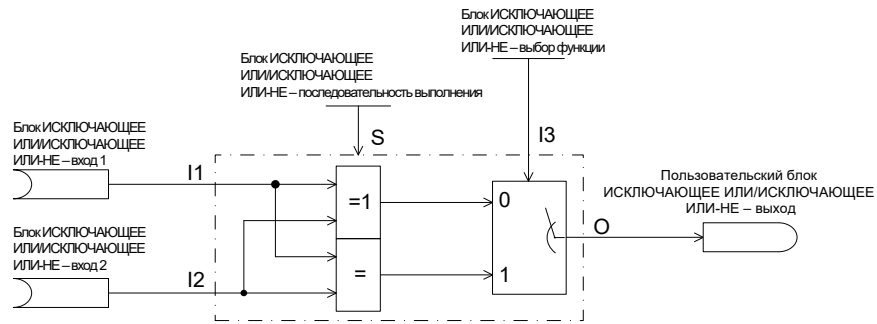 Блок ИСКЛЮЧАЮЩЕЕ
ИЛИ/ИСКЛЮЧАЮЩЕЕ
ИЛИ-НЕ – выбор функции
Блок ИСКЛЮЧАЮЩЕЕ
ИЛИ/ИСКЛЮЧАЮЩЕЕ
ИЛИ-НЕ – последовательность выполнения
S
I3
Блок ИСКЛЮЧАЮЩЕЕ
ИЛИ/ИСКЛЮЧАЮЩЕЕ
ИЛИ-НЕ – вход 1
I1
=1
0
Пользовательский блок
ИСКЛЮЧАЮЩЕЕ ИЛИ/ИСКЛЮЧАЮЩЕЕ
ИЛИ-НЕ – выход
O
Блок ИСКЛЮЧАЮЩЕЕ
ИЛИ/ИСКЛЮЧАЮЩЕЕ
ИЛИ-НЕ – вход 2
I2
=
1